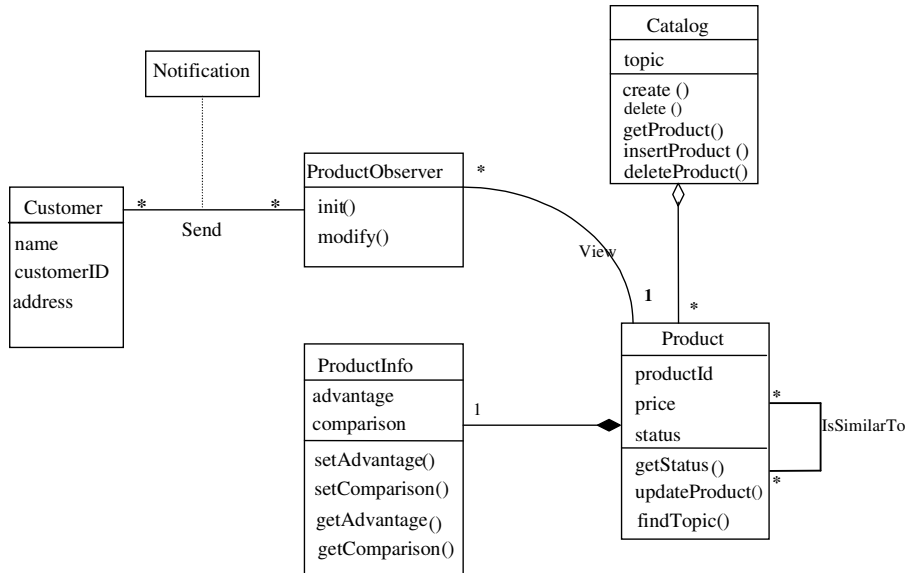 Catalog
topic
create ()
delete ()
getProduct()
insertProduct ()
deleteProduct()
Notification
ProductObserver
init()
modify()
*
Customer
name
customerID
address
*
*
Send
View
1
*
Product
productId
price
status
getStatus()
updateProduct()
findTopic()
*
*
IsSimilarTo
ProductInfo
advantage
comparison
setAdvantage()
setComparison()
getAdvantage()
getComparison()
1